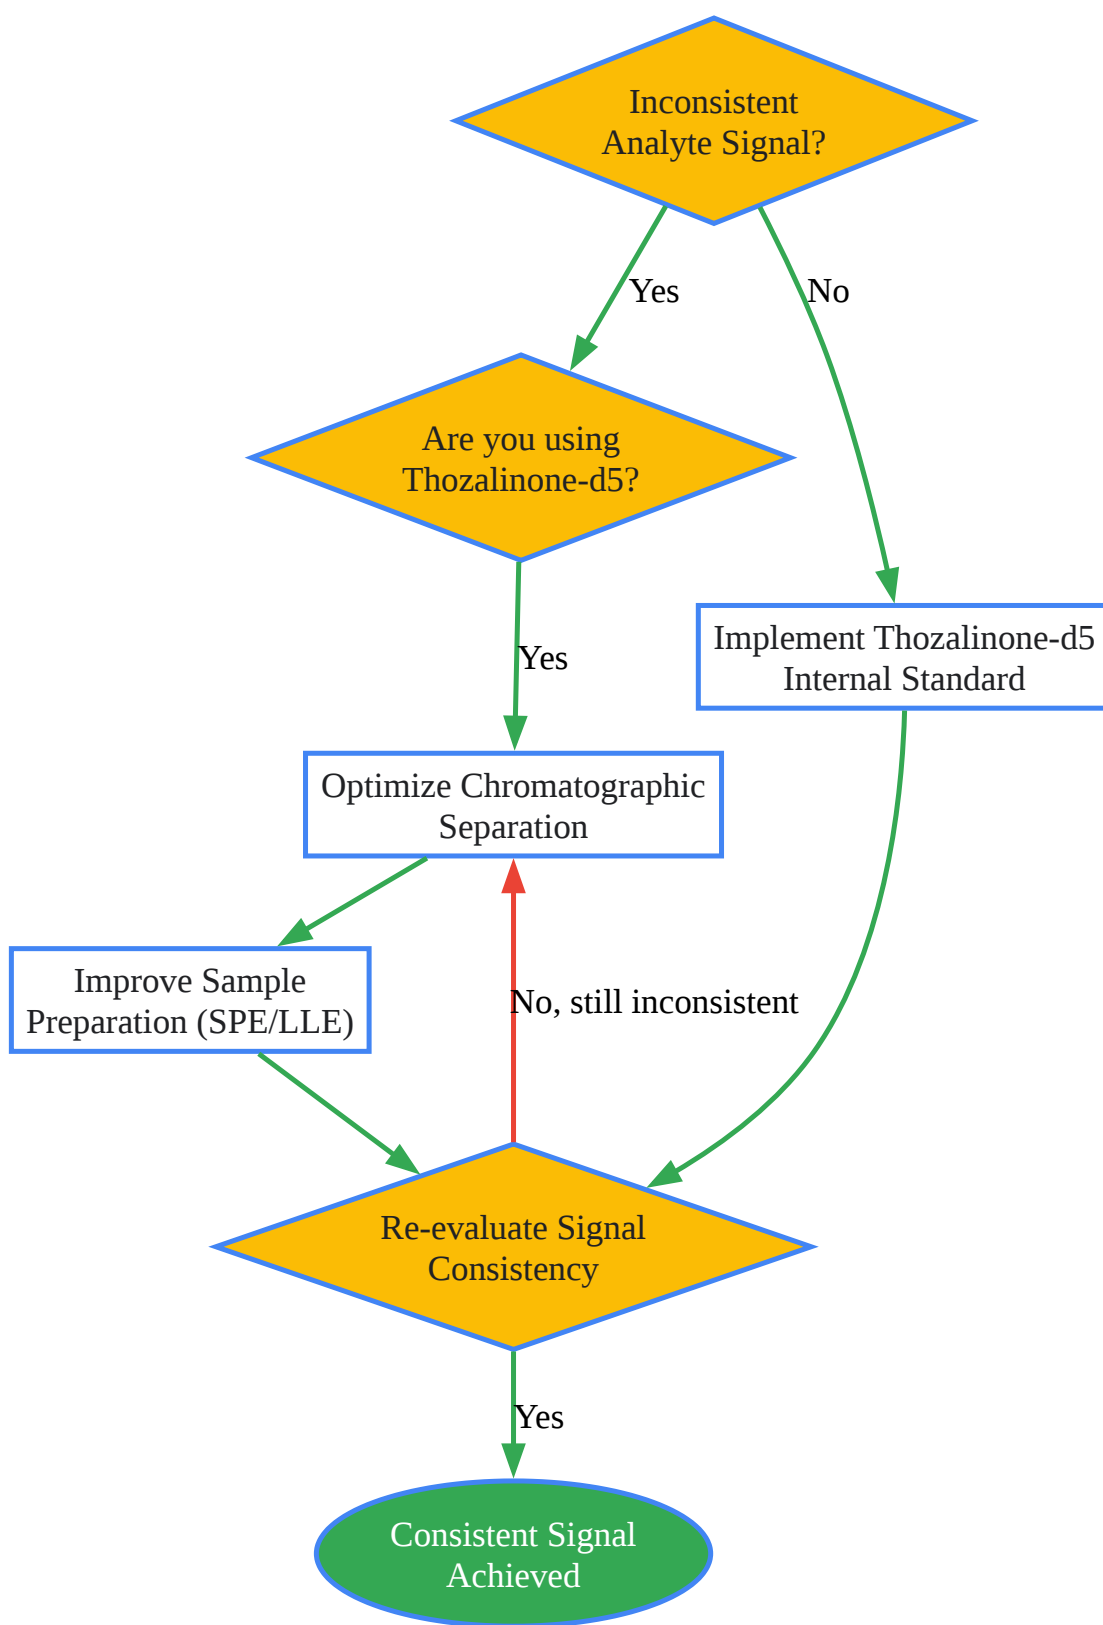 Inconsistent
Analyte Signal?
Yes
No
Are you using
Thozalinone-d5?
Implement Thozalinone-d5
Internal Standard
Yes
Optimize Chromatographic
Separation
Improve Sample
Preparation (SPE/LLE)
No, still inconsistent
Re-evaluate Signal
Consistency
Yes
Consistent Signal
Achieved